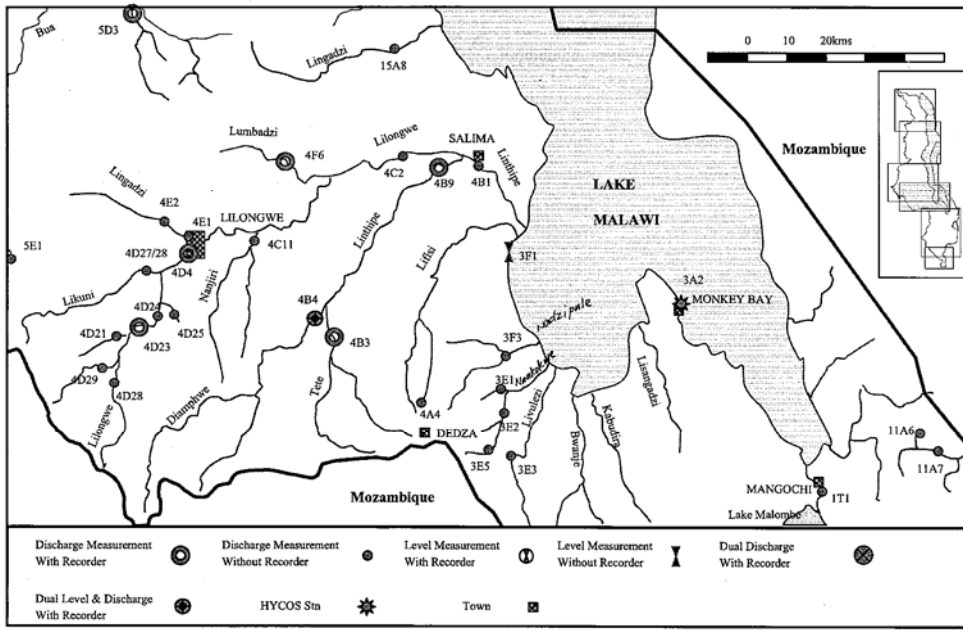 5D3
Bua
Lingadzi
15A8
0 10 20kms
Mozambique
Lumbadzi
4F6
Lilongwe
4C2
SALIMA
4B9
4B1
Linthipe
LAKE
MALAWI
Lingadzi
4E2
4E1
LILONGWE
4C11
Linthipe
5E1
4D27/28
4D4
Nanjiri
Lifisi
3F1
3A2
MONKEY BAY
Likuni
4D24
4D25
4D21
4D23
4B4
4B3
Nadzipule
3F3
4D29
4D28
Lilongwe
Diamphwe
Tete
3E1
Livulezi
3E2
Lisangadzi
4A4
DEDZA
3E5
3E3
Bwanje
11A6
11A7
MANGOCHI
1T1
Lake Malombe
Mozambique
Discharge Measurement
With Recorder
Discharge Measurement
Without Recorder
Level Measurement
With Recorder
Level Measurement
Without Recorder
Dual Discharge
With Recorder
Dual Level & Discharge
With Recorder
HYCOS Stn
Town